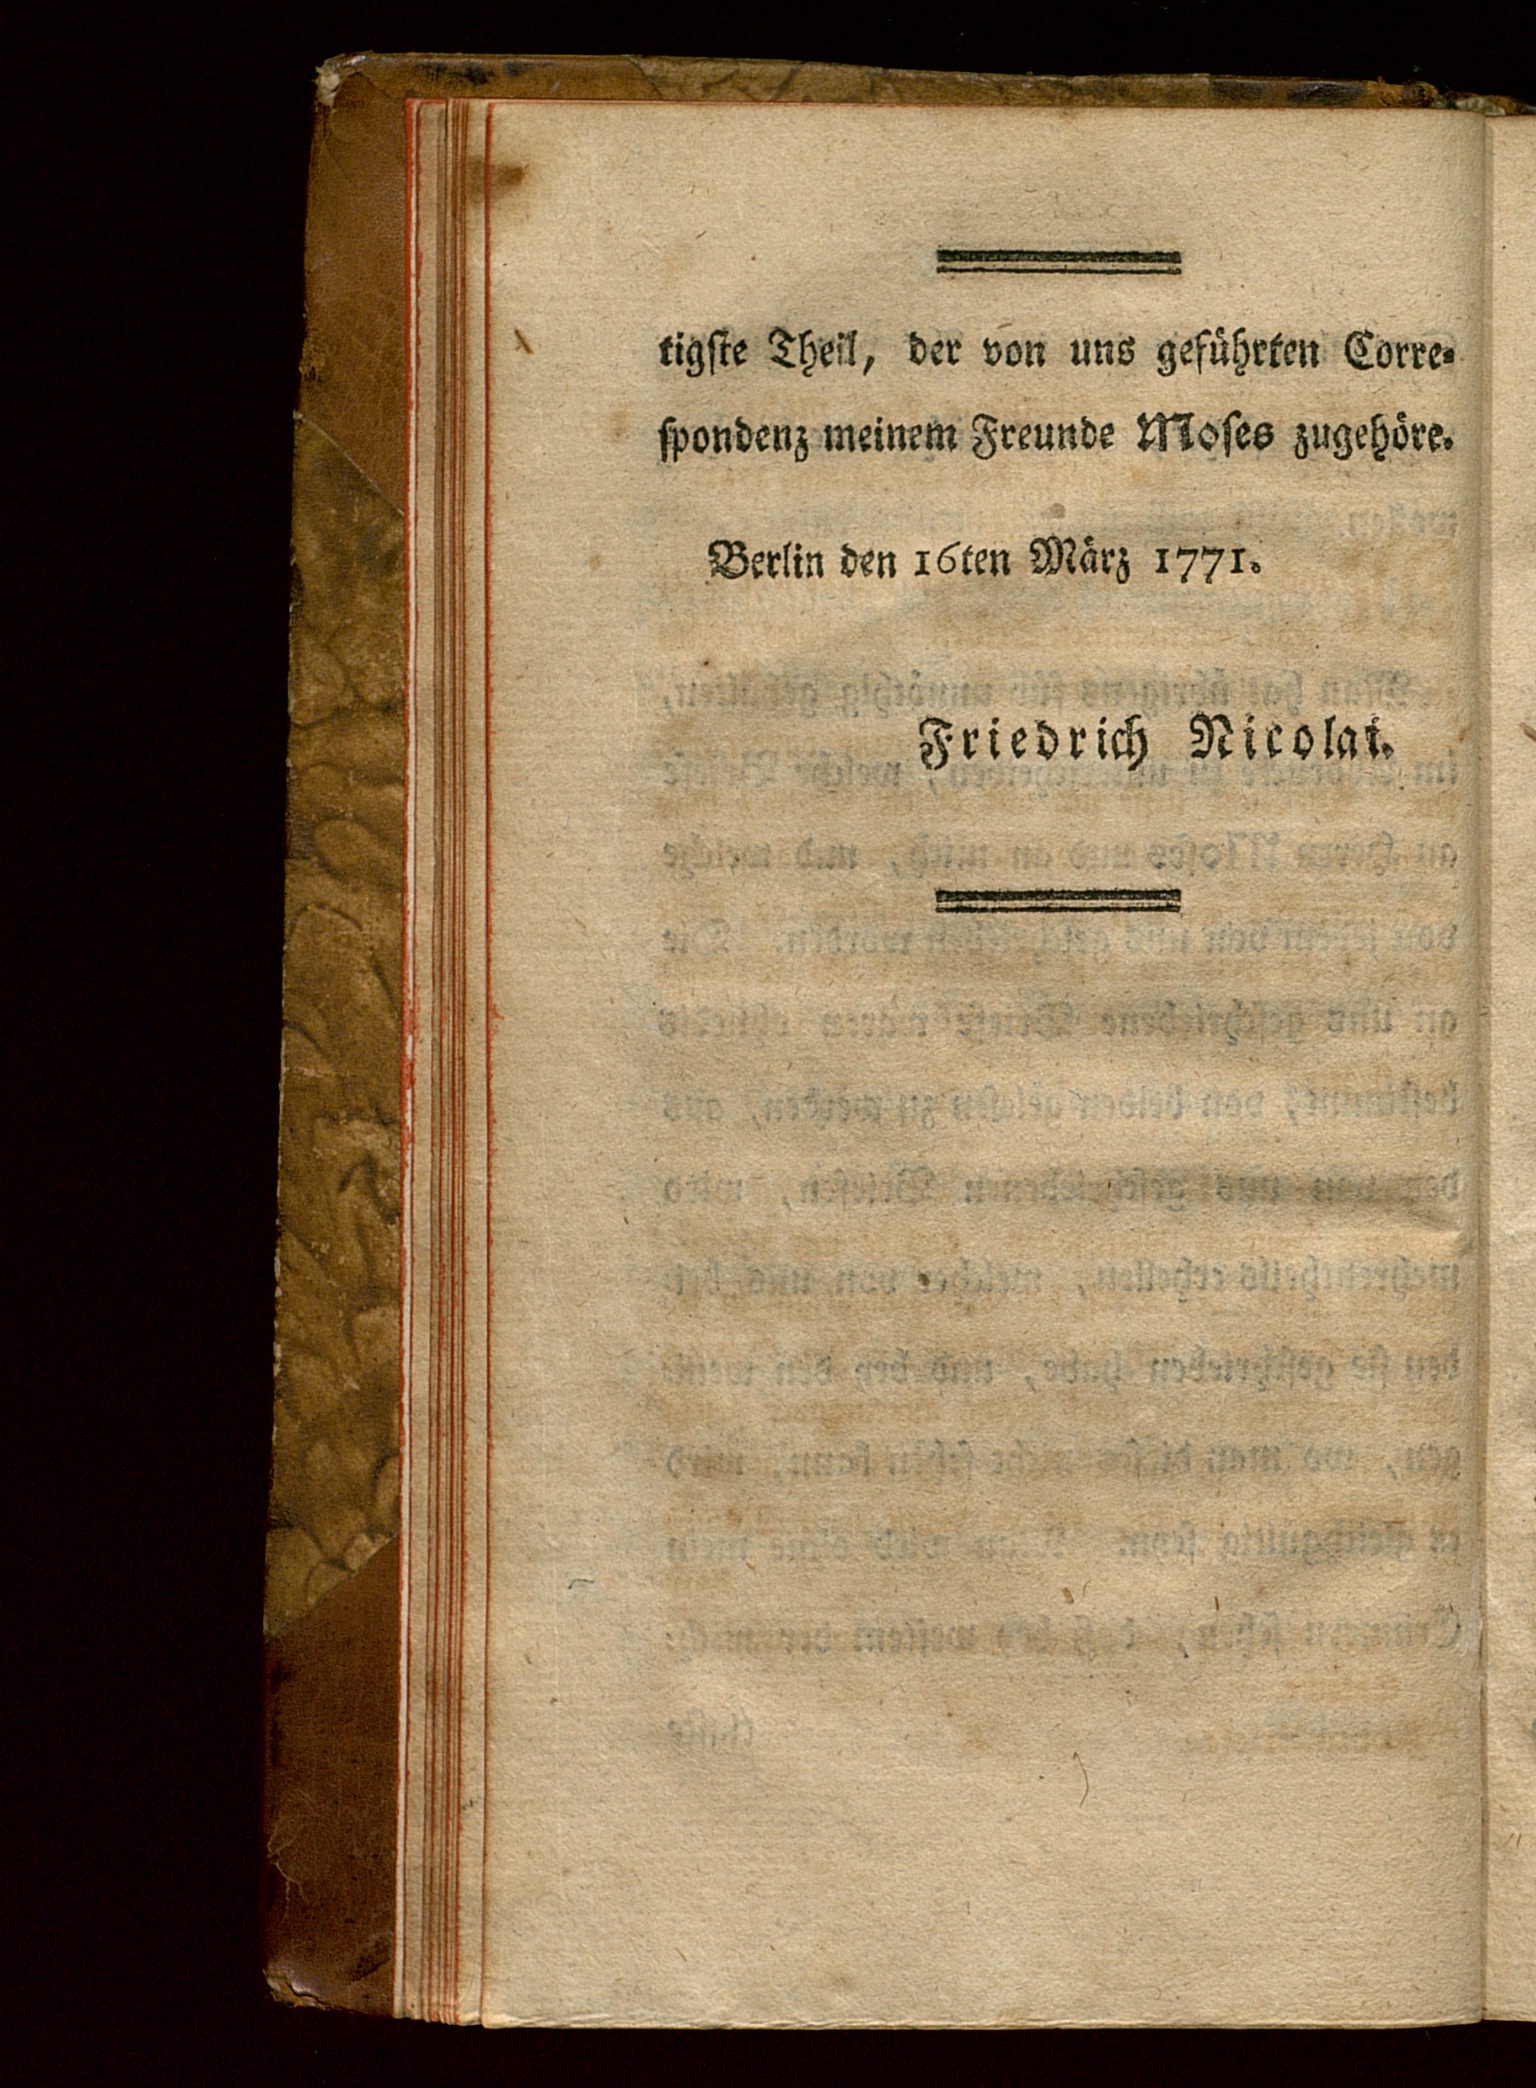 tigſte Theil, der von uns geführten Corre-
ſpondenz meinem Freunde Moſes zugehöre.
Berlin den 16ten März 1771.
Friedrich Nicolai.